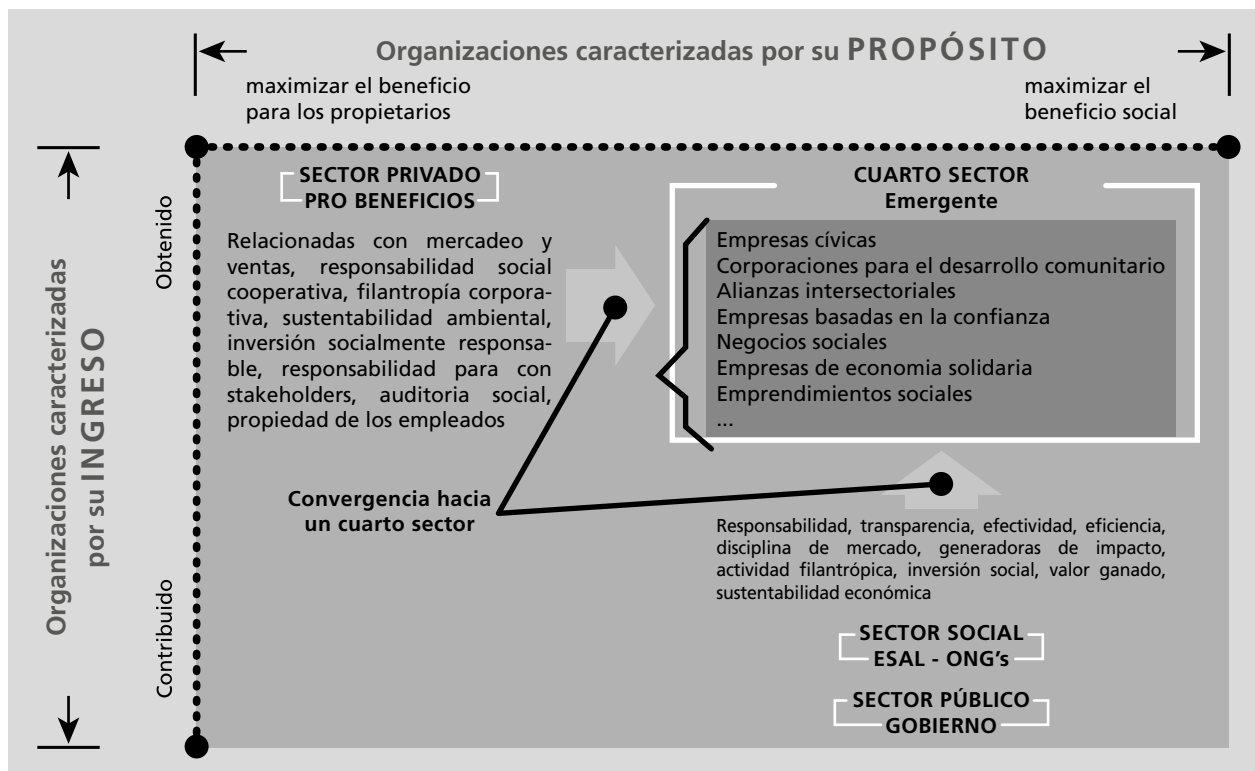 Organizaciones caracterizadas por su PROPÓSITO
maximizar el beneficio
para los propietarios
maximizar el
beneficio social
Organizaciones caracterizadas
por su INGRESO
Obtenido
Contribuido
SECTOR PRIVADO
PRO BENEFICIOS
Relacionadas con mercadeo y
ventas, responsabilidad social
cooperativa, filantropía corpora-
tiva, sustentabilidad ambiental,
inversión socialmente responsa-
ble, responsabilidad para con
stakeholders, auditoria social,
propiedad de los empleados
CUARTO SECTOR
Emergente
Empresas cívicas
Corporaciones para el desarrollo comunitario
Alianzas intersectoriales
Empresas basadas en la confianza
Negocios sociales
Empresas de economia solidaria
Emprendimientos sociales
...
Convergencia hacia
un cuarto sector
Responsabilidad, transparencia, efectividad, eficiencia,
disciplina de mercado, generadoras de impacto,
actividad filantrópica, inversión social, valor ganado,
sustentabilidad económica
SECTOR SOCIAL
ESAL - ONG's
SECTOR PÚBLICO
GOBIERNO